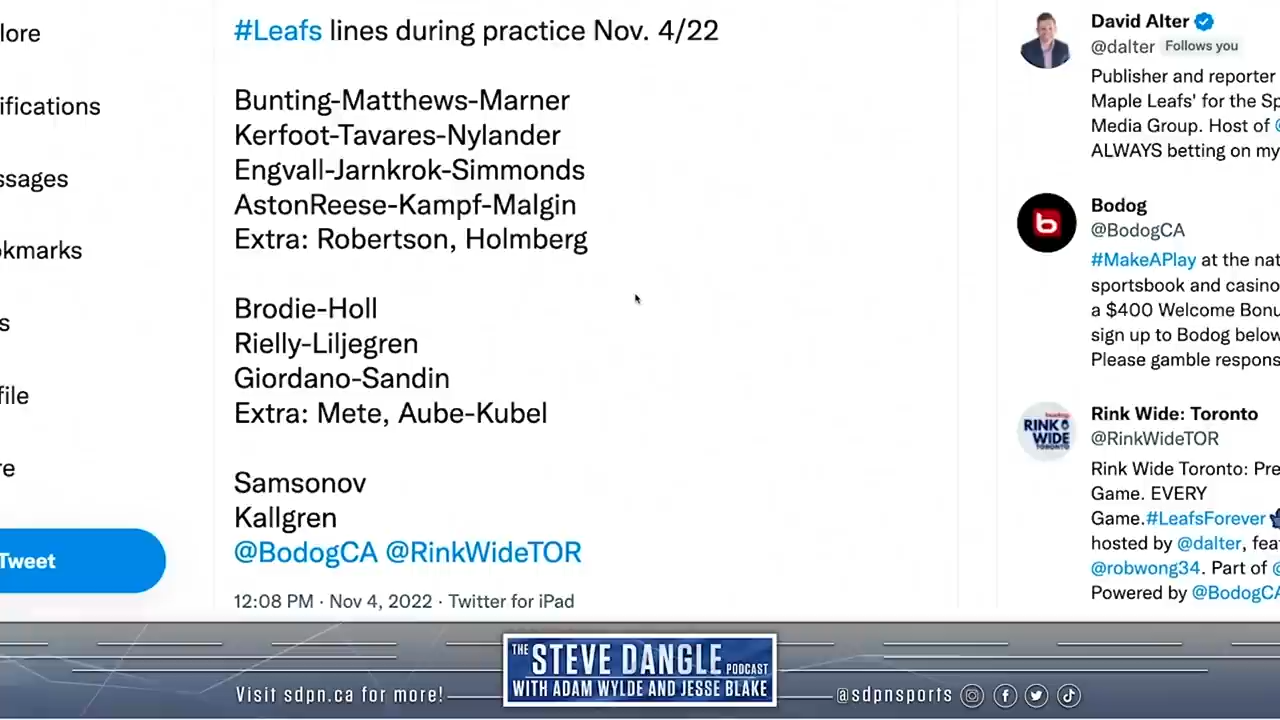 lore
ifications
ssages
okmarks
s
file
re
Tweet
#Leafs lines during practice Nov. 4/22
Bunting-Matthews-Marner
Kerfoot-Tavares-Nylander
Engvall-Jarnkrok-Simmonds
AstonReese-Kampf-Malgin
Extra: Robertson, Holmberg
Brodie-Holl
Rielly-Liljegren
Giordano-Sandin
Extra: Mete, Aube-Kubel
Samsonov
Kallgren
@BodogCA @RinkWideTOR
12:08 PM · Nov 4, 2022 · Twitter for iPad
David Alter
@dalter Follows you
Publisher and reporter
Maple Leafs' for the Sp
Media Group. Host of @
ALWAYS betting on my
b
Bodog
@BodogCA
#MakeAPlay at the nat
sportsbook and casino
a $400 Welcome Bonu
sign up to Bodog below
Please gamble respons
RINK
WIDE
TORONTO
Rink Wide: Toronto
@RinkWideTOR
Rink Wide Toronto: Pre
Game. EVERY
Game.#LeafsForever
hosted by @dalter, fea
@robwong34. Part of @
Powered by @BodogCA
Visit sdpn.ca for more!
THE STEVE DANGLE PODCAST
WITH ADAM WYLDE AND JESSE BLAKE
@sdpnsports